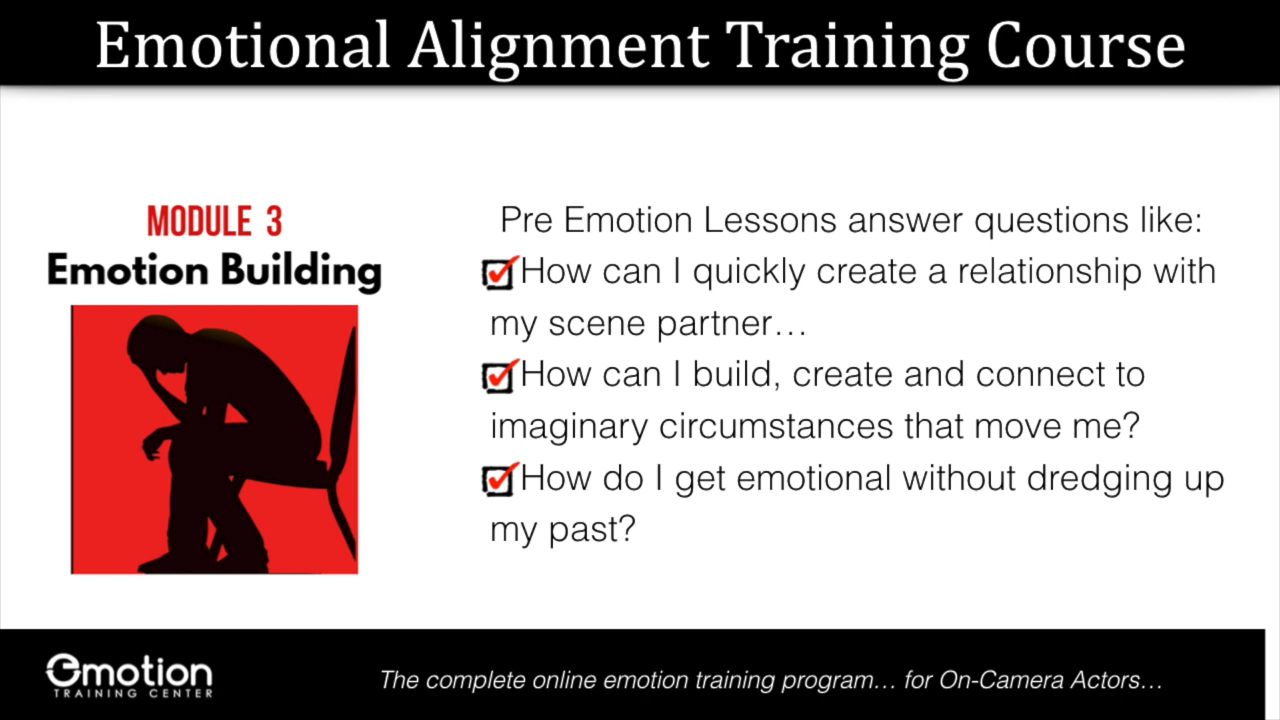 Emotional Alignment Training Course
MODULE 3
Emotion Building
Pre Emotion Lessons answer questions like:
How can I quickly create a relationship with
my scene partner...
How can I build, create and connect to
imaginary circumstances that move me?
How do I get emotional without dredging up
my past?
emotion
TRAINING CENTER
The complete online emotion training program... for On-Camera Actors...